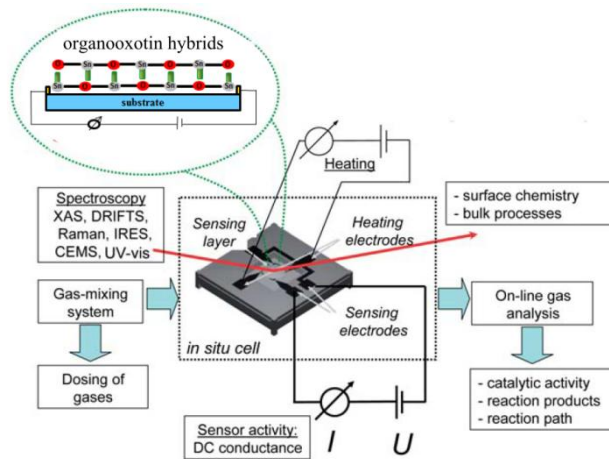 organooxotin hybrids
O Sn O Sn O Sn O
Sn O Sn O Sn O Sn
substrate
Heating
Spectroscopy
XAS, DRIFTS,
Raman, IRES,
CEMS, UV-vis
Sensing
layer
Heating
electrodes
- surface chemistry
- bulk processes
Gas-mixing
system
Sensing
electrodes
in situ cell
On-line gas
analysis
Dosing of
gases
- catalytic activity
- reaction products
- reaction path
Sensor activity:
DC conductance
I
U